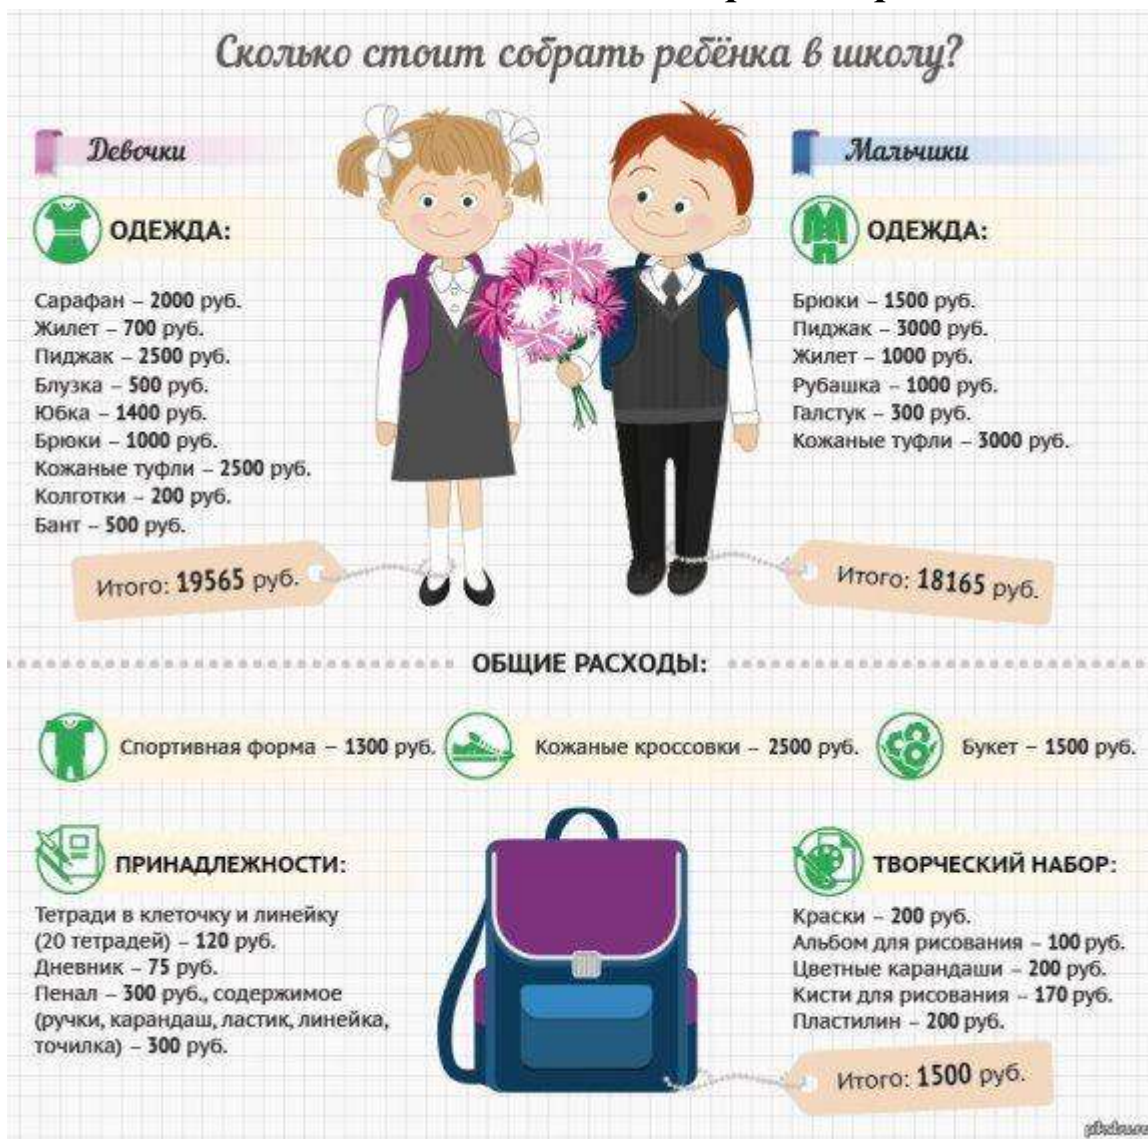 Сколько стоит собрать ребёнка в школу?
Девочки
ОДЕЖДА:
Сарафан – 2000 руб.
Жилет – 700 руб.
Пиджак – 2500 руб.
Блузка – 500 руб.
Юбка – 1400 руб.
Брюки – 1000 руб.
Кожаные туфли – 2500 руб.
Колготки – 200 руб.
Бант – 500 руб.
Итого: 19565 руб.
Мальчики
ОДЕЖДА:
Брюки – 1500 руб.
Пиджак – 3000 руб.
Жилет – 1000 руб.
Рубашка – 1000 руб.
Галстук – 300 руб.
Кожаные туфли – 3000 руб.
Итого: 18165 руб.
ОБЩИЕ РАСХОДЫ:
Спортивная форма – 1300 руб.
Кожаные кроссовки – 2500 руб.
Букет – 1500 руб.
ПРИНАДЛЕЖНОСТИ:
Тетради в клеточку и линейку
(20 тетрадей) – 120 руб.
Дневник – 75 руб.
Пенал – 300 руб., содержимое
(ручки, карандаш, ластик, линейка,
точилка) – 300 руб.
ТВОРЧЕСКИЙ НАБОР:
Краски – 200 руб.
Альбом для рисования – 100 руб.
Цветные карандаши – 200 руб.
Кисти для рисования – 170 руб.
Пластилин – 200 руб.
Итого: 1500 руб.